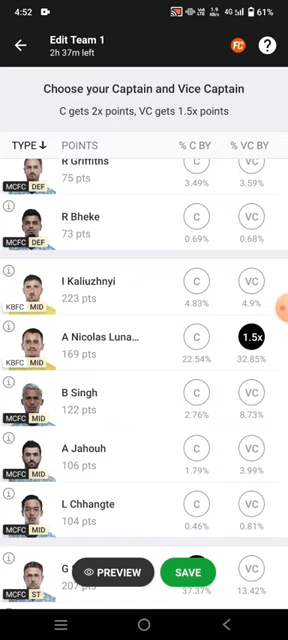 4:52 1.9 KB/s 4G 61%
Edit Team 1
2h 37m left
FC ?
Choose your Captain and Vice Captain
C gets 2x points, VC gets 1.5x points
TYPE POINTS % C BY % VC BY
R Griffiths C VC
75 pts
MCFC DEF 3.49% 3.59%
R Bheke C VC
73 pts
MCFC DEF 0.69% 0.68%
I Kaliuzhnyi C VC
223 pts
KBFC MID 4.83% 4.9%
A Nicolas Luna... C 1.5x
169 pts
KBFC MID 22.54% 32.85%
B Singh C VC
122 pts
MCFC MID 2.76% 8.73%
A Jahouh C VC
106 pts
MCFC MID 1.79% 3.99%
L Chhangte C VC
104 pts
MCFC MID 0.46% 0.81%
G VC
PREVIEW SAVE
207
MCFC ST 37.37% 13.42%